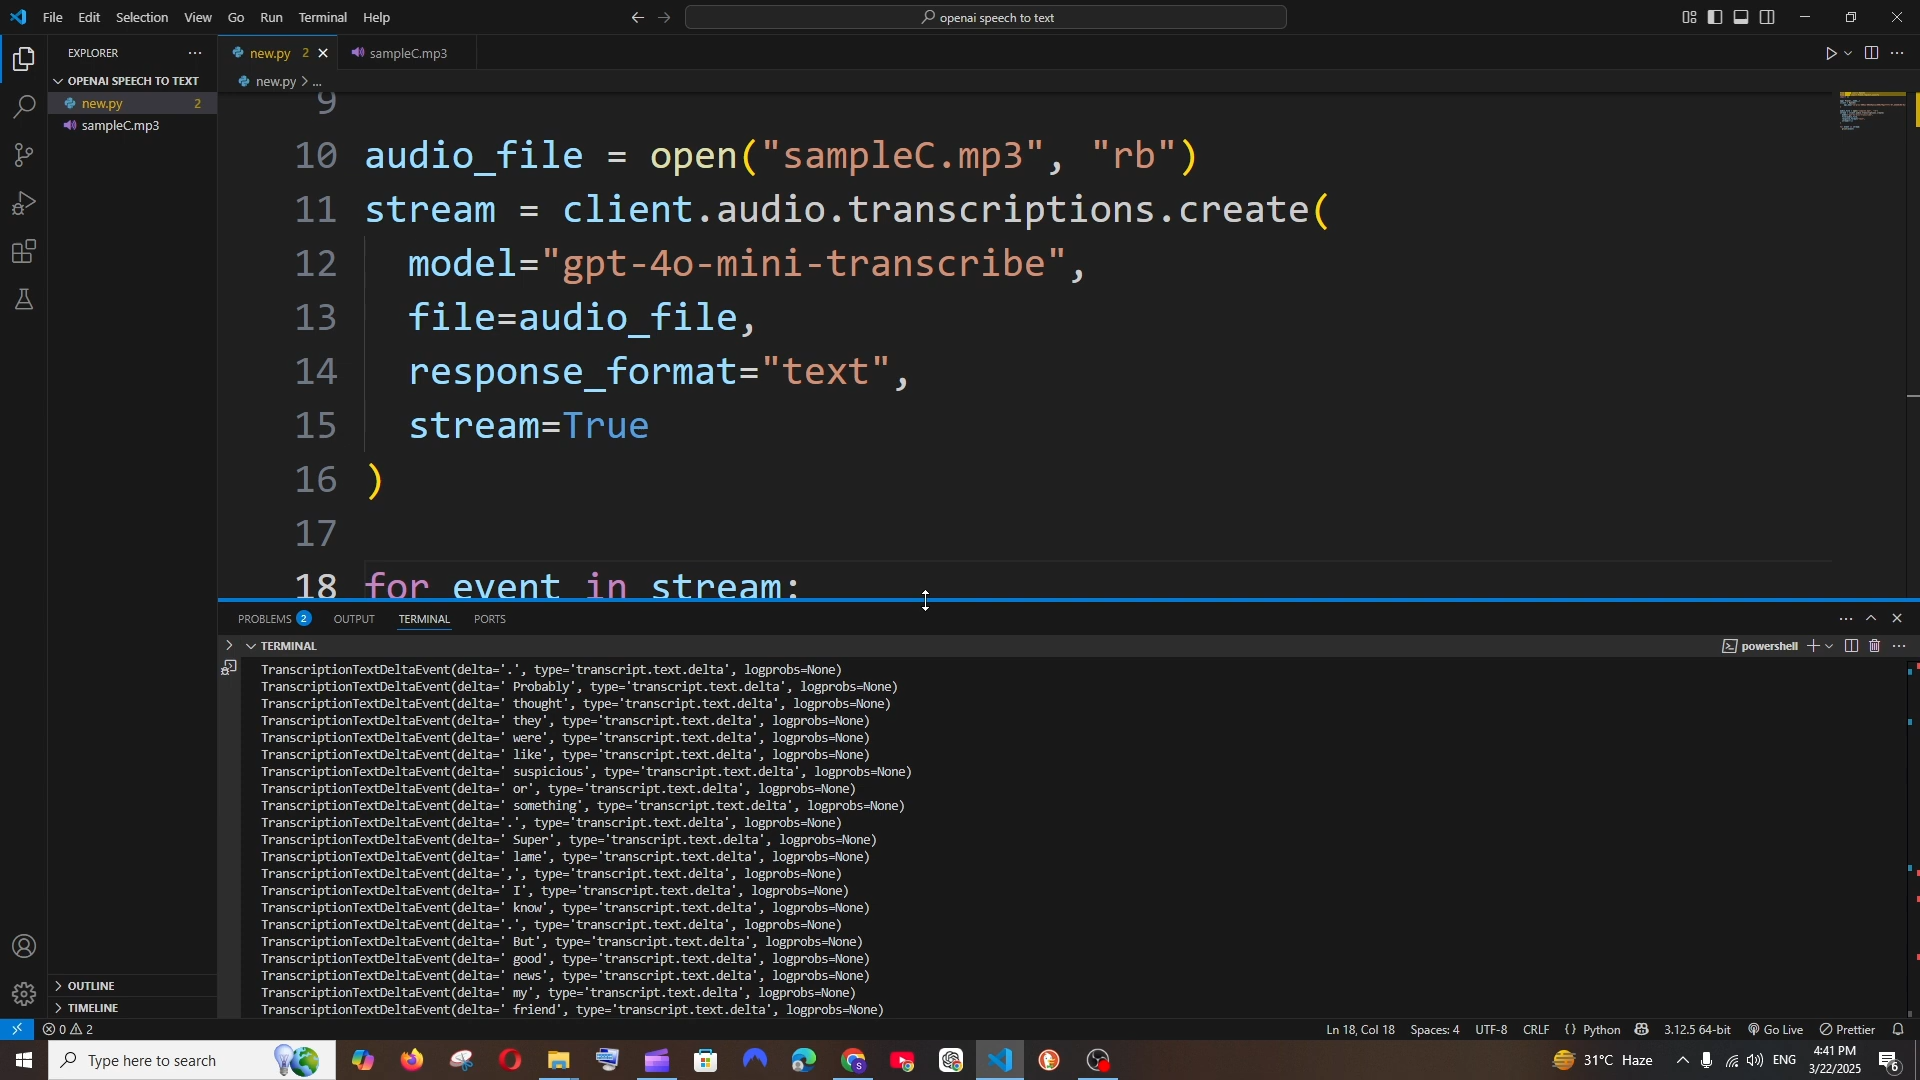 File Edit Selection View Go Run Terminal Help
openai speech to text
EXPLORER
new.py 2
sampleC.mp3
OPENAI SPEECH TO TEXT
new.py > ...
new.py 2
sampleC.mp3
9
10 audio_file = open("sampleC.mp3", "rb")
11 stream = client.audio.transcriptions.create(
12 model="gpt-4o-mini-transcribe",
13 file=audio_file,
14 response_format="text",
15 stream=True
16 )
17
18 for event in stream:
PROBLEMS 2 OUTPUT TERMINAL PORTS
TERMINAL
powershell
TranscriptionTextDeltaEvent(delta='.', type='transcript.text.delta', logprobs=None)
TranscriptionTextDeltaEvent(delta=' Probably', type='transcript.text.delta', logprobs=None)
TranscriptionTextDeltaEvent(delta=' thought', type='transcript.text.delta', logprobs=None)
TranscriptionTextDeltaEvent(delta=' they', type='transcript.text.delta', logprobs=None)
TranscriptionTextDeltaEvent(delta=' were', type='transcript.text.delta', logprobs=None)
TranscriptionTextDeltaEvent(delta=' like', type='transcript.text.delta', logprobs=None)
TranscriptionTextDeltaEvent(delta=' suspicious', type='transcript.text.delta', logprobs=None)
TranscriptionTextDeltaEvent(delta=' or', type='transcript.text.delta', logprobs=None)
TranscriptionTextDeltaEvent(delta=' something', type='transcript.text.delta', logprobs=None)
TranscriptionTextDeltaEvent(delta='.', type='transcript.text.delta', logprobs=None)
TranscriptionTextDeltaEvent(delta=' Super', type='transcript.text.delta', logprobs=None)
TranscriptionTextDeltaEvent(delta=' lame', type='transcript.text.delta', logprobs=None)
TranscriptionTextDeltaEvent(delta=',', type='transcript.text.delta', logprobs=None)
TranscriptionTextDeltaEvent(delta=' I', type='transcript.text.delta', logprobs=None)
TranscriptionTextDeltaEvent(delta=' know', type='transcript.text.delta', logprobs=None)
TranscriptionTextDeltaEvent(delta='.', type='transcript.text.delta', logprobs=None)
TranscriptionTextDeltaEvent(delta=' But', type='transcript.text.delta', logprobs=None)
TranscriptionTextDeltaEvent(delta=' good', type='transcript.text.delta', logprobs=None)
TranscriptionTextDeltaEvent(delta=' news', type='transcript.text.delta', logprobs=None)
TranscriptionTextDeltaEvent(delta=' my', type='transcript.text.delta', logprobs=None)
TranscriptionTextDeltaEvent(delta=' friend', type='transcript.text.delta', logprobs=None)
OUTLINE
TIMELINE
0 2
Ln 18, Col 18 Spaces: 4 UTF-8 CRLF {} Python 3.12.5 64-bit Go Live Prettier
Type here to search
31°C Haze
ENG
4:41 PM
3/22/2025
6